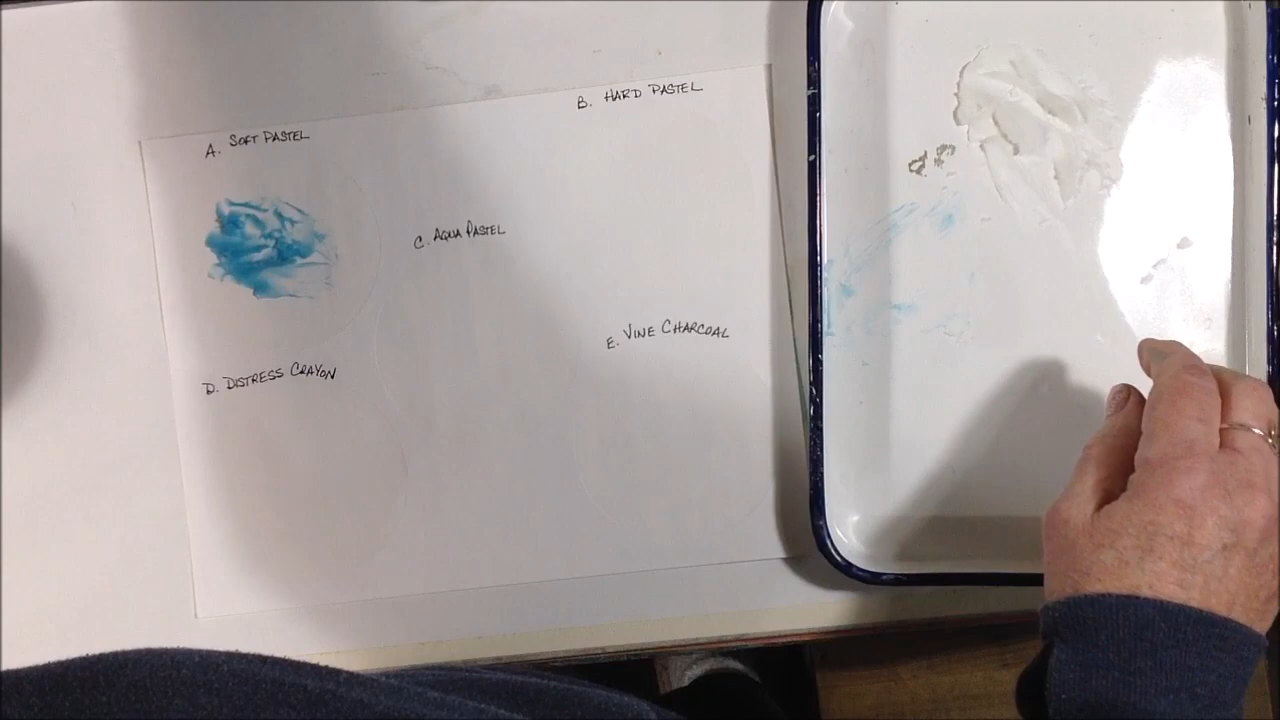 A. SOFT PASTEL
B. HARD PASTEL
C. AQUA PASTEL
D. DISTRESS CRAYON
E. VINE CHARCOAL